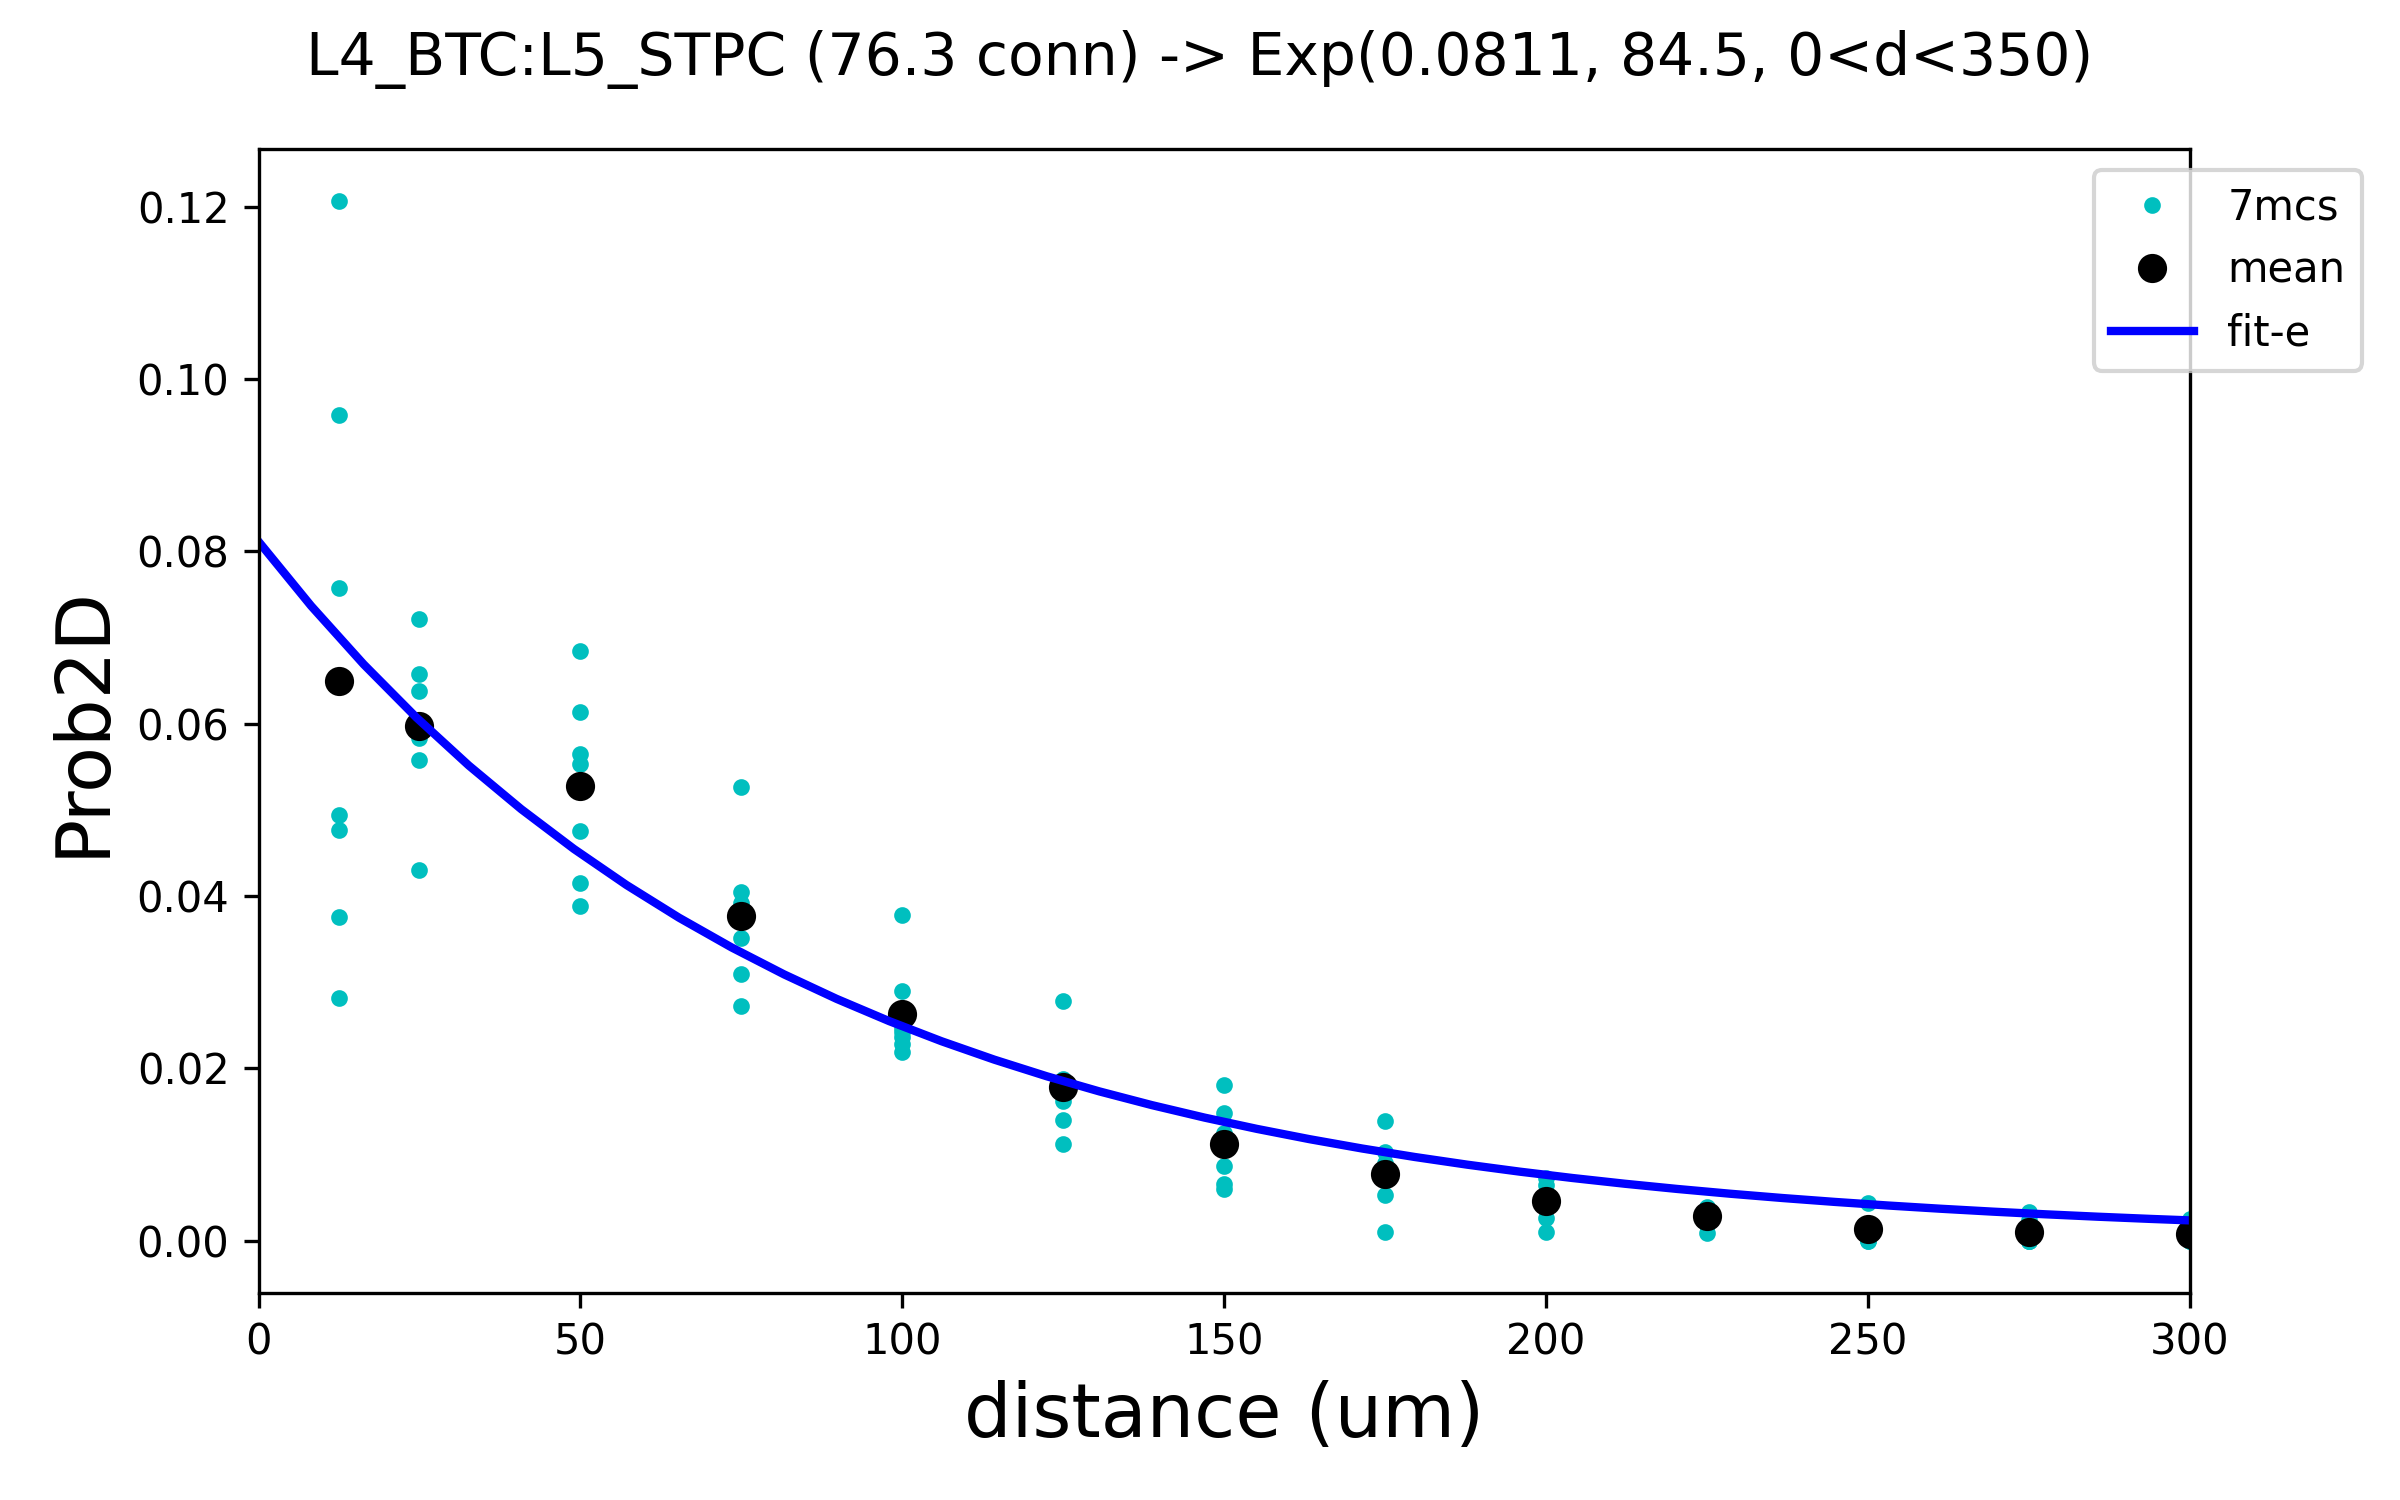 L4_BTC:L5_STPC (76.3 conn) -> Exp(0.0811, 84.5, 0<d<350)
7mcs
mean
fit-e
Prob2D
0.12
0.10
0.08
0.06
0.04
0.02
0.00
0 50 100 150 200 250 300
distance (um)